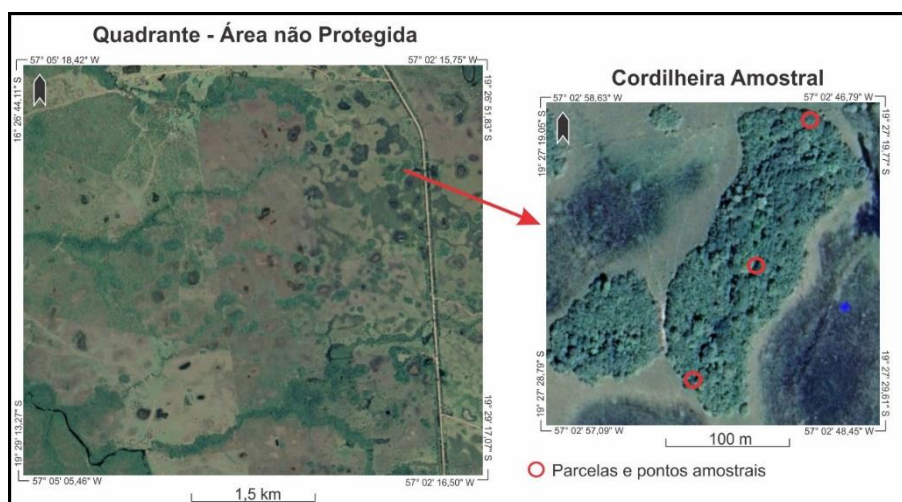 Quadrante - Área não Protegida
57° 05' 18,42" W
57° 02' 15,75" W
16° 26' 44,11" S
19° 26' 51,83" S
19° 29' 13,27" S
19° 29' 17,07" S
57° 05' 05,46" W
57° 02' 16,50" W
1,5 km
Cordilheira Amostral
57° 02' 58,63" W
57° 02' 46,79" W
19° 27' 19,05" S
19° 27' 19,77" S
19° 27' 28,79" S
19° 27' 29,61" S
57° 02' 57,09" W
57° 02' 48,45" W
100 m
Parcelas e pontos amostrais